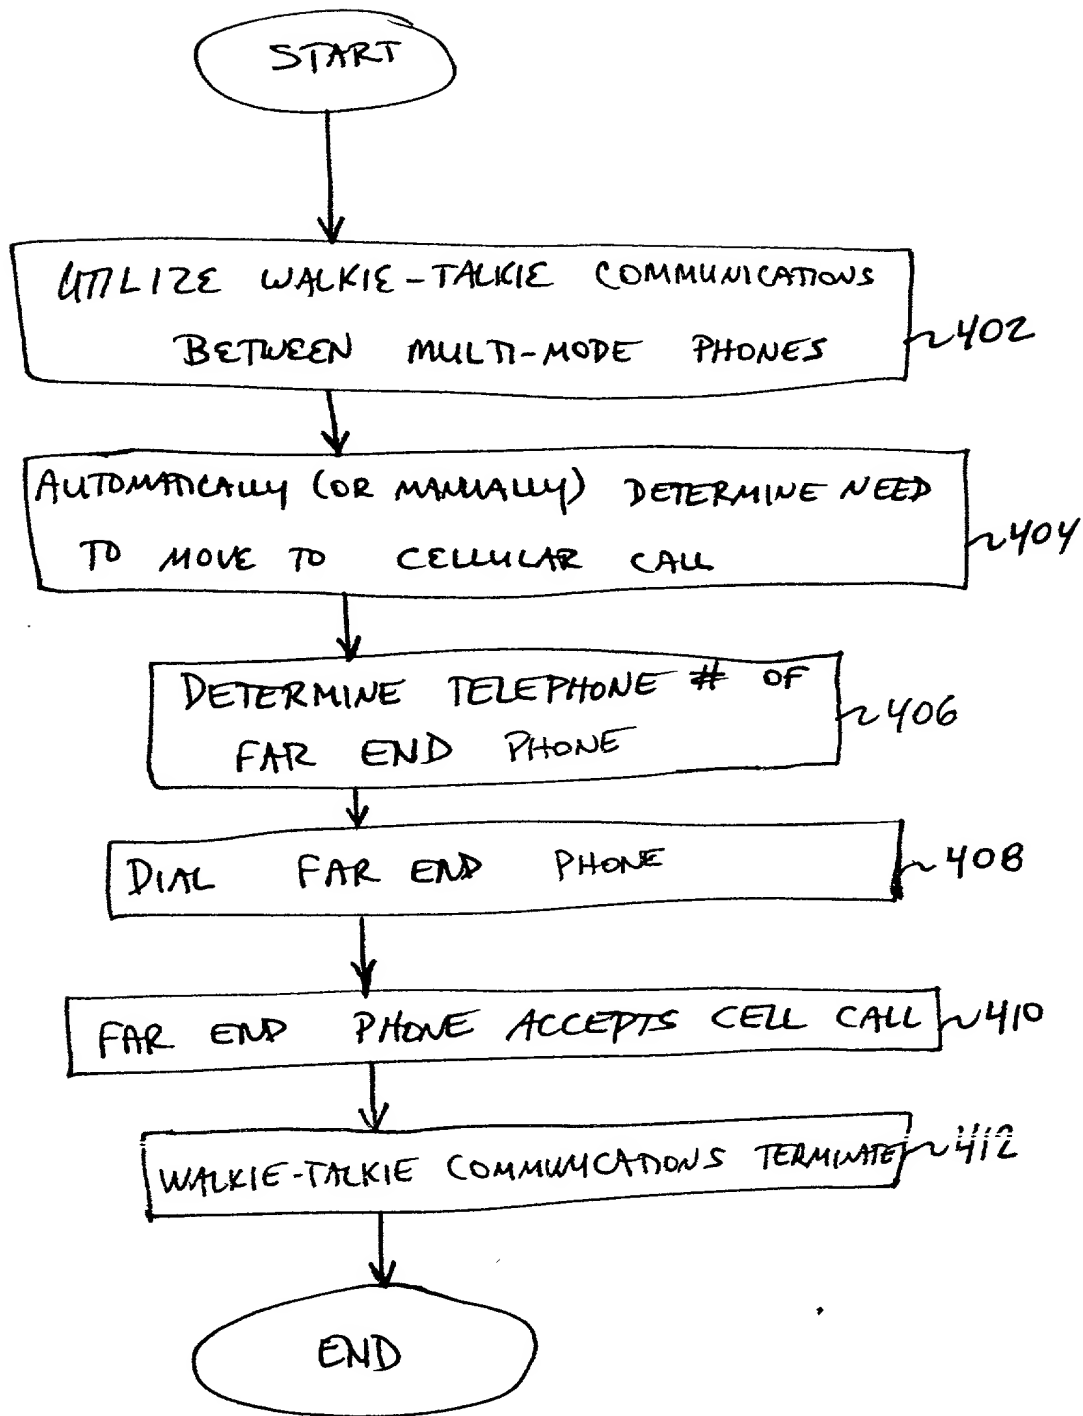 START
UTILIZE WALKIE-TALKIE COMMUNICATIONS
BETWEEN MULTI-MODE PHONES
402
AUTOMATICALLY (OR MANUALLY) DETERMINE NEED
TO MOVE TO CELLULAR CALL
404
DETERMINE TELEPHONE # OF
FAR END PHONE
406
DIAL FAR END PHONE
408
FAR END PHONE ACCEPTS CELL CALL
410
WALKIE-TALKIE COMMUNICATIONS TERMINATE
412
END